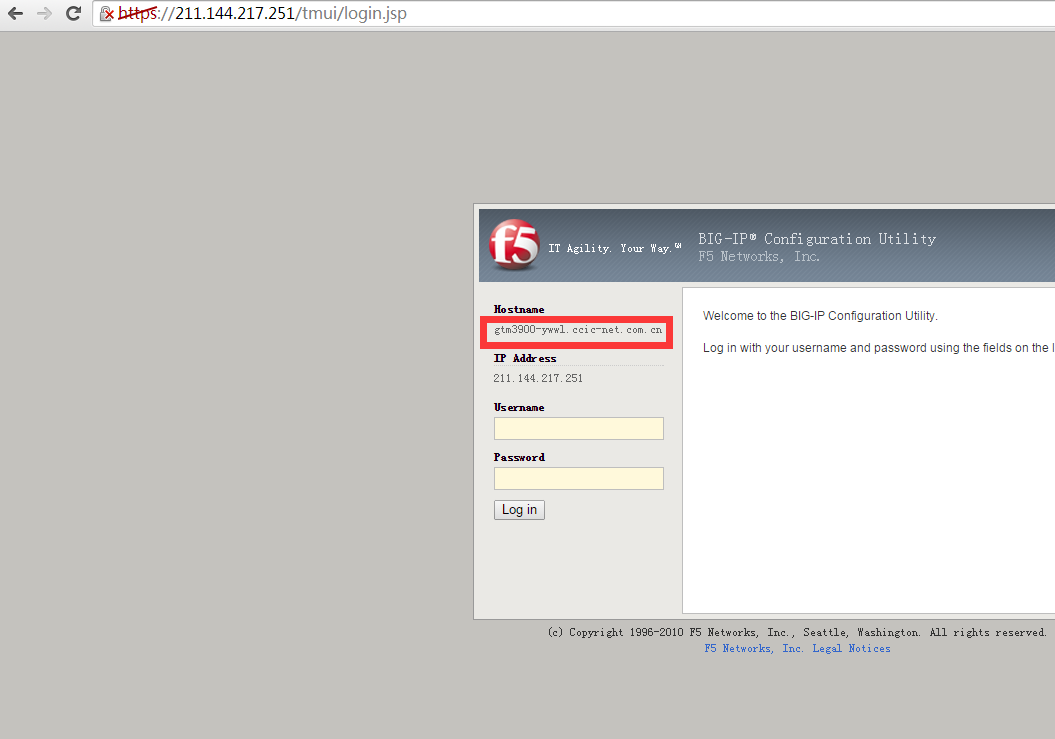 https://211.144.217.251/tmui/login.jsp
f5
IT Agility. Your Way.™
BIG-IP® Configuration Utility
F5 Networks, Inc.
Hostname
gtm3900-ywwl.ccic-net.com.cn
IP Address
211.144.217.251
Username
Password
Log in
Welcome to the BIG-IP Configuration Utility.
Log in with your username and password using the fields on the l
(c) Copyright 1996-2010 F5 Networks, Inc., Seattle, Washington. All rights reserved.
F5 Networks, Inc. Legal Notices